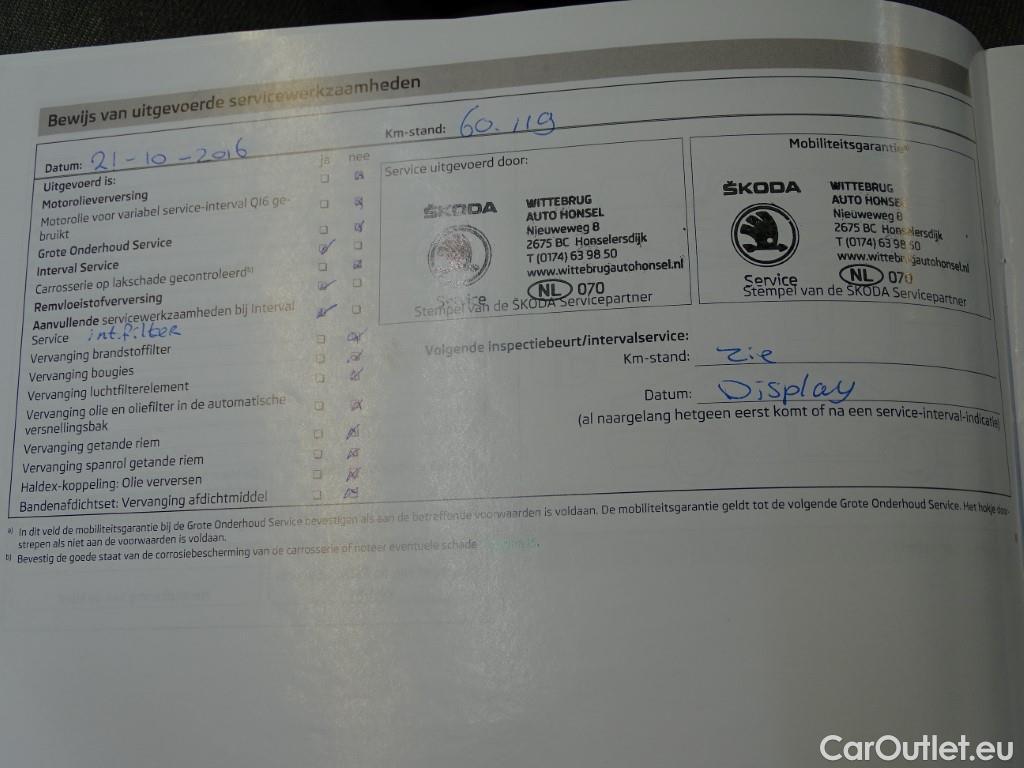 Bewijs van uitgevoerde servicewerkzaamheden
Datum: 21-10-2016
Km-stand: 60.119
ja nee
Uitgevoerd is:
Motorolieverversing
Motorolie voor variabel service-interval QI6 ge-
bruikt
Grote Onderhoud Service
Interval Service
Carrosserie op lakschade gecontroleerd b)
Remvloeistofverversing
Aanvullende servicewerkzaamheden bij Interval
Service int.filter
Vervanging brandstoffilter
Vervanging bougies
Vervanging luchtfilterelement
Vervanging olie en oliefilter in de automatische
versnellingsbak
Vervanging getande riem
Vervanging spanrol getande riem
Haldex-koppeling: Olie verversen
Bandenafdichtset: Vervanging afdichtmiddel
Service uitgevoerd door:
ŠKODA
Service
WITTEBRUG
AUTO HONSEL
Nieuweweg 8
2675 BC Honselersdijk
T (0174) 63 98 50
www.wittebrugautohonsel.nl
NL 070
Stempel van de ŠKODA Servicepartner
Mobiliteitsgarantie a)
ŠKODA
Service
WITTEBRUG
AUTO HONSEL
Nieuweweg 8
2675 BC Honselersdijk
T (0174) 63 98 50
www.wittebrugautohonsel.nl
NL 070
Stempel van de ŠKODA Servicepartner
Volgende inspectiebeurt/intervalservice:
Km-stand: zie
Datum: Display
(al naargelang hetgeen eerst komt of na een service-interval-indicatie)
a) In dit veld de mobiliteitsgarantie bij de Grote Onderhoud Service bevestigen als aan de betreffende voorwaarden is voldaan. De mobiliteitsgarantie geldt tot de volgende Grote Onderhoud Service. Het hokje door-
strepen als niet aan de voorwaarden is voldaan.
b) Bevestig de goede staat van de corrosiebescherming van de carrosserie of noteer eventuele schade
CarOutlet.eu